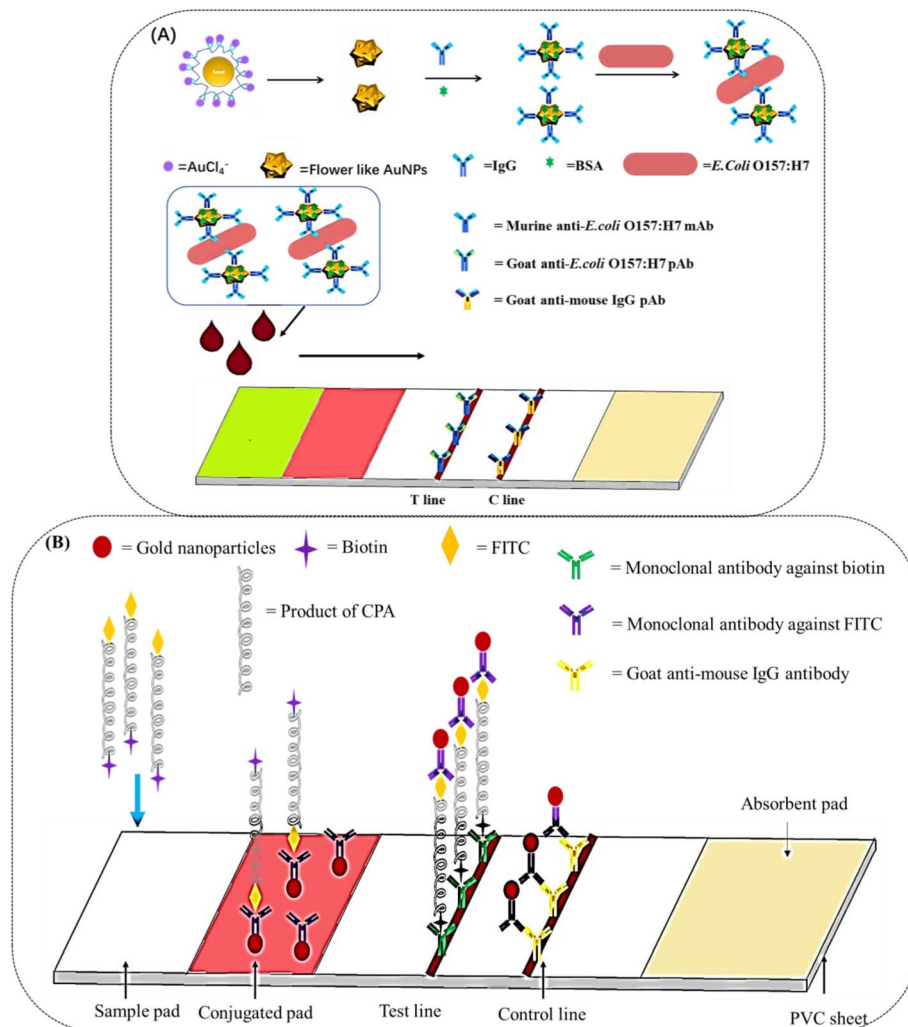 (A)
Seed
=AuCl₄⁻
=Flower like AuNPs
=IgG
=BSA
=E.Coli O157:H7
= Murine anti-E.coli O157:H7 mAb
= Goat anti-E.coli O157:H7 pAb
= Goat anti-mouse IgG pAb
T line
C line
(B)
= Gold nanoparticles
= Biotin
= FITC
= Product of CPA
= Monoclonal antibody against biotin
= Monoclonal antibody against FITC
= Goat anti-mouse IgG antibody
Absorbent pad
Sample pad
Conjugated pad
Test line
Control line
PVC sheet